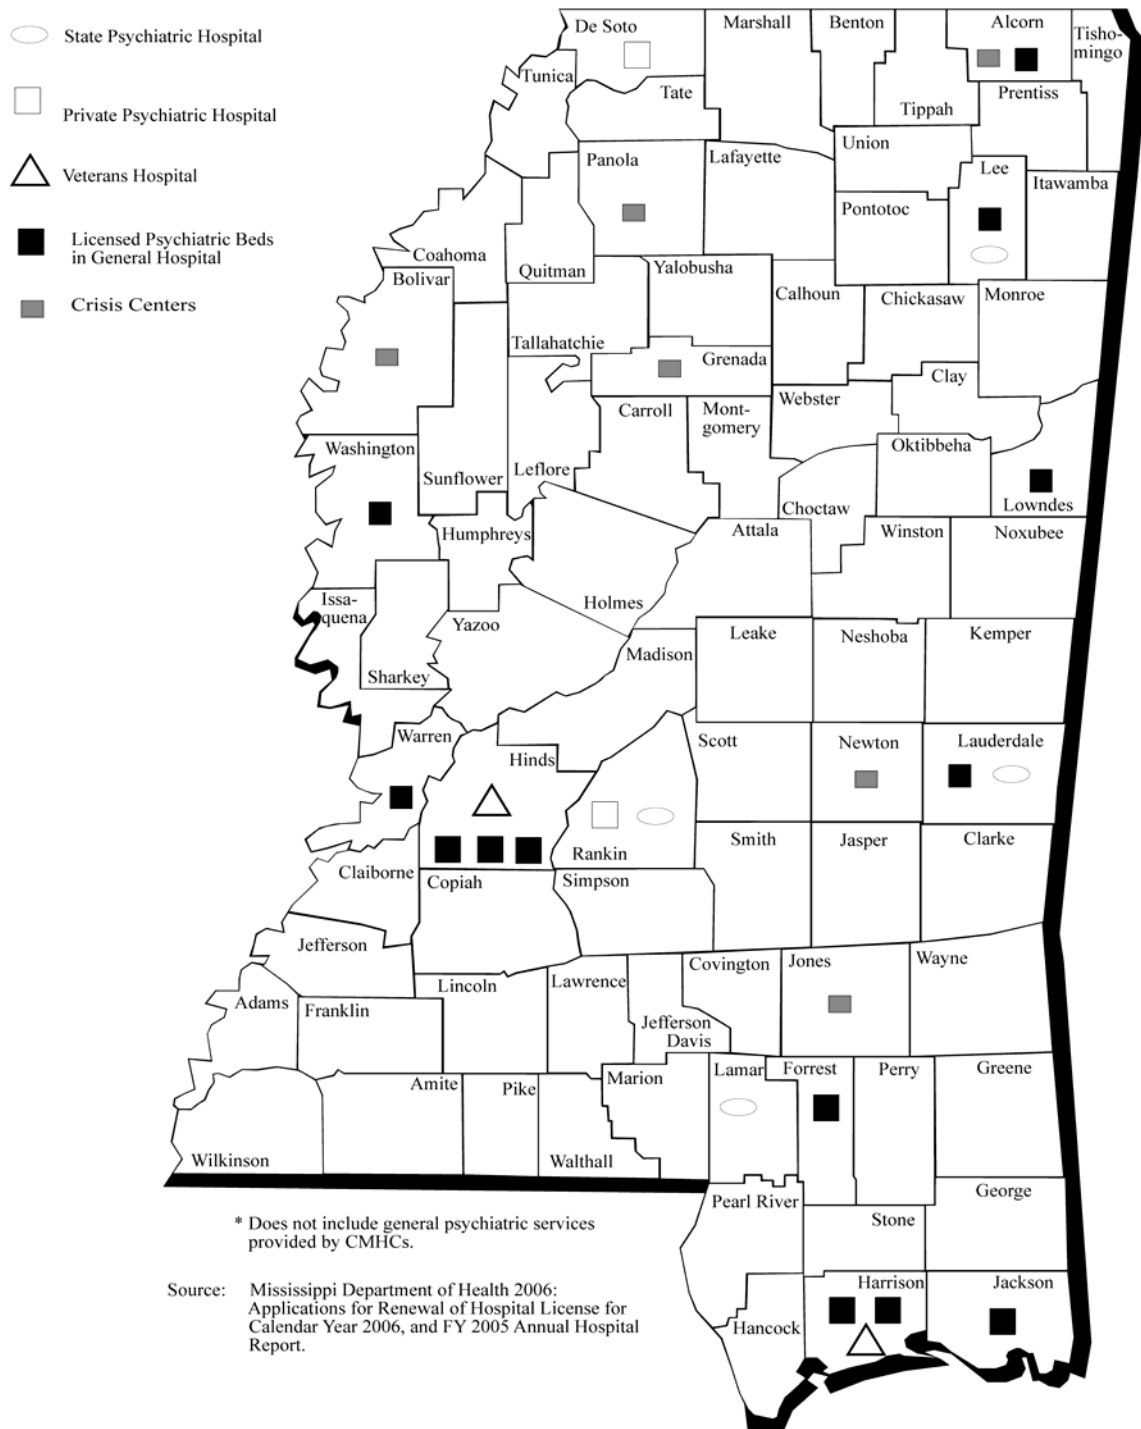 State Psychiatric Hospital
Private Psychiatric Hospital
Veterans Hospital
Licensed Psychiatric Beds
in General Hospital
Crisis Centers
De Soto
Marshall
Benton
Alcorn
Tisho-
mingo
Tunica
Tate
Tippah
Prentiss
Panola
Lafayette
Union
Lee
Itawamba
Pontotoc
Coahoma
Quitman
Yalobusha
Bolivar
Calhoun
Chickasaw
Monroe
Tallahatchie
Grenada
Clay
Carroll
Mont-
gomery
Webster
Washington
Sunflower
Leflore
Oktibbeha
Choctaw
Lowndes
Humphreys
Attala
Winston
Noxubee
Issa-
quena
Holmes
Yazoo
Leake
Neshoba
Kemper
Madison
Sharkey
Warren
Scott
Newton
Lauderdale
Hinds
Rankin
Smith
Jasper
Clarke
Claiborne
Copiah
Simpson
Jefferson
Covington
Jones
Wayne
Adams
Franklin
Lincoln
Lawrence
Jefferson
Davis
Amite
Pike
Marion
Lamar
Forrest
Perry
Greene
Wilkinson
Walthall
Pearl River
George
Stone
Harrison
Jackson
Hancock
* Does not include general psychiatric services
provided by CMHCs.
Source: Mississippi Department of Health 2006:
Applications for Renewal of Hospital License for
Calendar Year 2006, and FY 2005 Annual Hospital
Report.